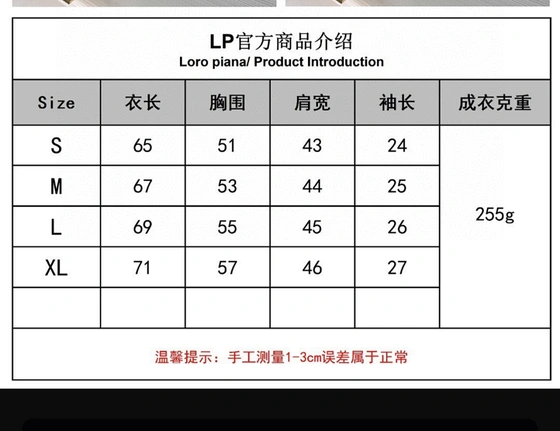 LP官方商品介绍
Loro piana/ Product Introduction
Size 衣长 胸围 肩宽 袖长 成衣克重
S 65 51 43 24
M 67 53 44 25
255g
L 69 55 45 26
XL 71 57 46 27
温馨提示：手工测量1-3cm误差属于正常